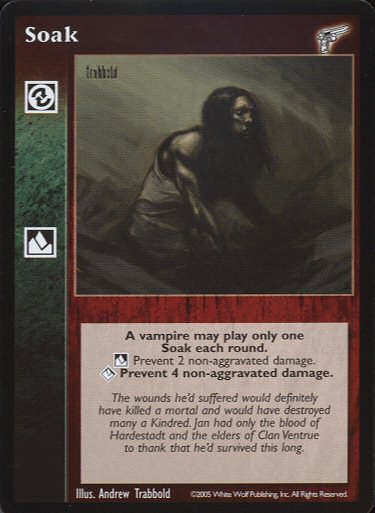 Soak
trabbold
A vampire may play only one
Soak each round.
Prevent 2 non-aggravated damage.
Prevent 4 non-aggravated damage.
The wounds he'd suffered would definitely
have killed a mortal and would have destroyed
many a Kindred. Jan had only the blood of
Hardestadt and the elders of Clan Ventrue
to thank that he'd survived this long.
Illus. Andrew Trabbold ©2005 White Wolf Publishing, Inc. All Rights Reserved.